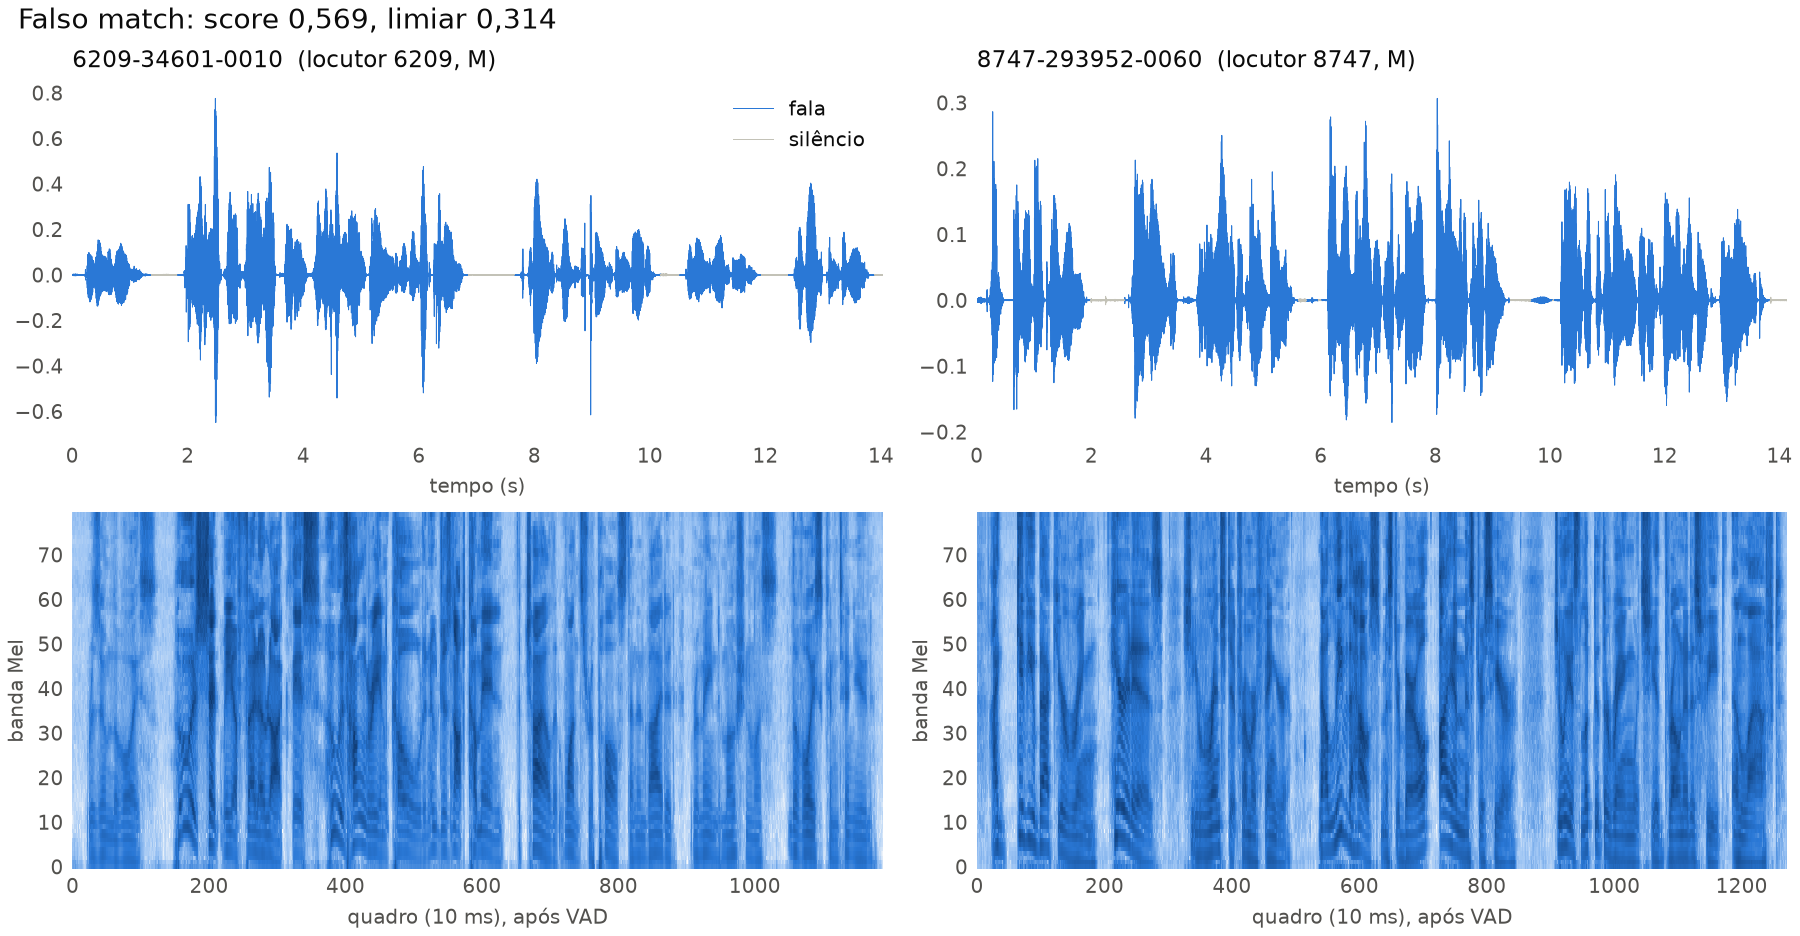 Falso match: score 0,569, limiar 0,314
6209-34601-0010  (locutor 6209, M)
0.8
0.6
0.4
0.2
0.0
−0.2
−0.4
−0.6
fala
silêncio
0 2 4 6 8 10 12 14
tempo (s)
8747-293952-0060  (locutor 8747, M)
0.3
0.2
0.1
0.0
−0.1
−0.2
0 2 4 6 8 10 12 14
tempo (s)
banda Mel
70
60
50
40
30
20
10
0
0 200 400 600 800 1000
quadro (10 ms), após VAD
banda Mel
70
60
50
40
30
20
10
0
0 200 400 600 800 1000 1200
quadro (10 ms), após VAD